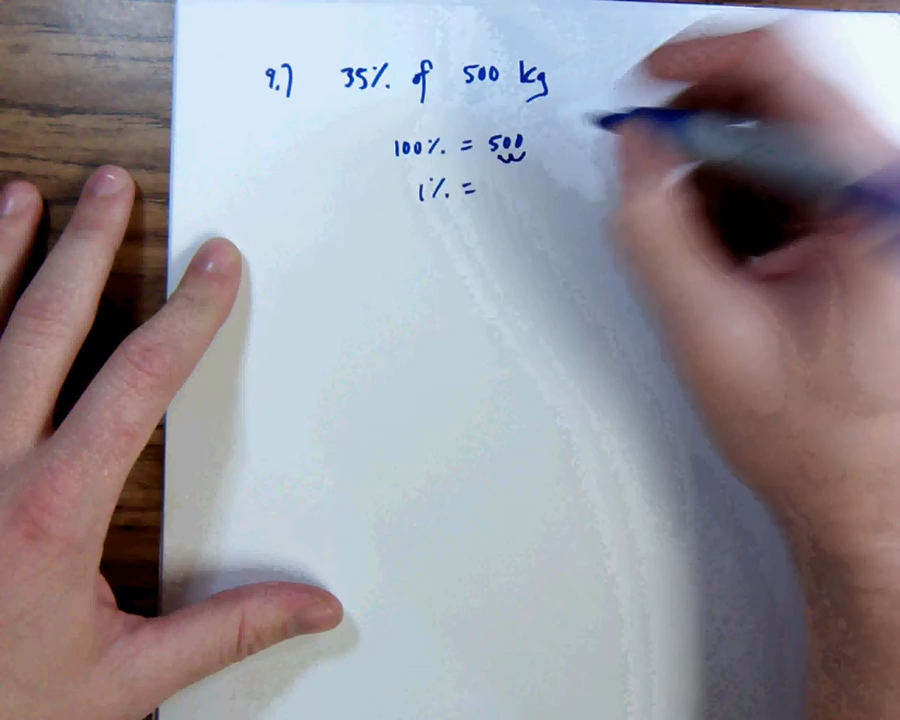 9.7 35% of 500 kg
100% = 500
1% =